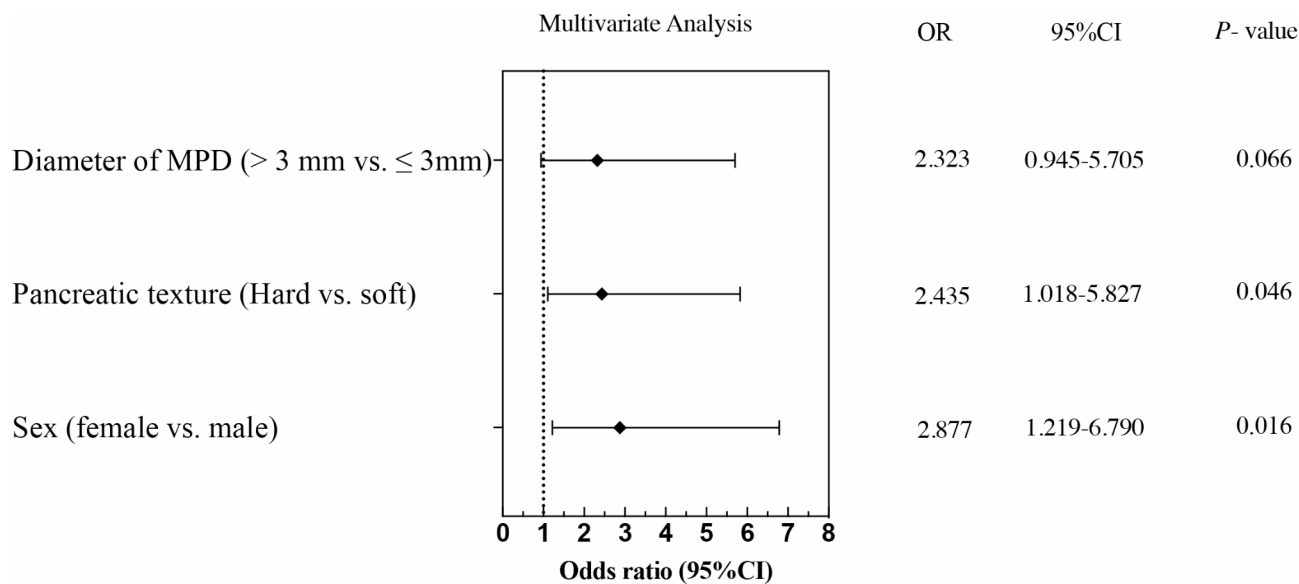 Multivariate Analysis OR 95%CI P- value
Diameter of MPD (> 3 mm vs. ≤ 3mm) 2.323 0.945-5.705 0.066
Pancreatic texture (Hard vs. soft) 2.435 1.018-5.827 0.046
Sex (female vs. male) 2.877 1.219-6.790 0.016
0 1 2 3 4 5 6 7 8
Odds ratio (95%CI)